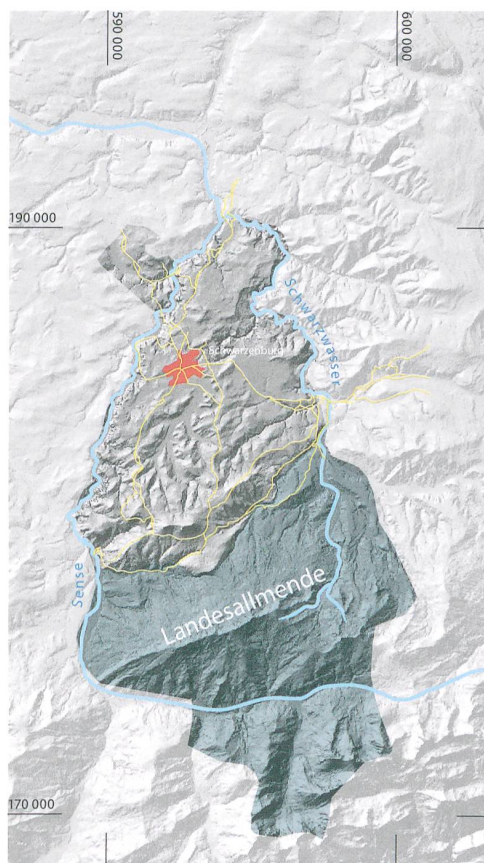 590 000
600 000
190 000
Schwarzwasser
Schwarzenburg
Sense
Landesallmende
170 000